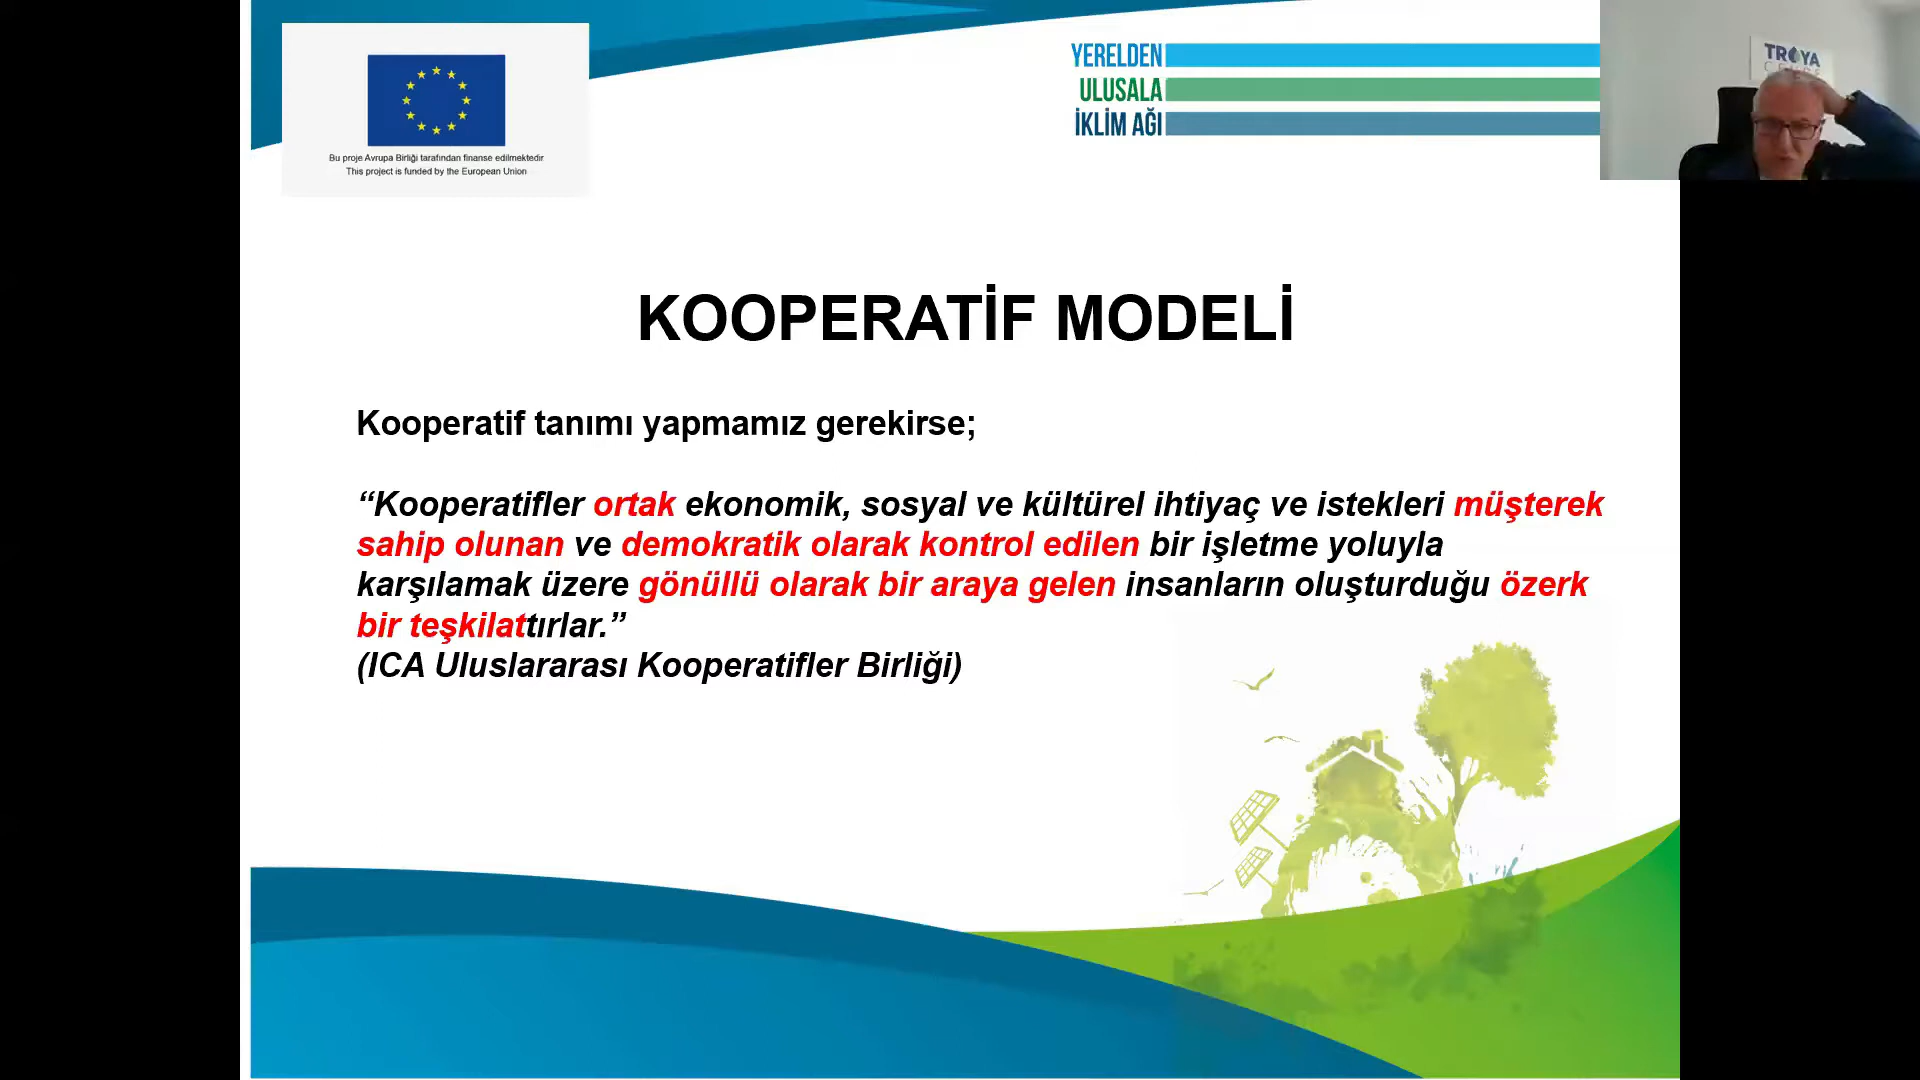 Bu proje Avrupa Birliği tarafından finanse edilmektedir
This project is funded by the European Union
YERELDEN
ULUSALA
İKLİM AĞI
TROYA
KOOPERATİF MODELİ
Kooperatif tanımı yapmamız gerekirse;
“Kooperatifler ortak ekonomik, sosyal ve kültürel ihtiyaç ve istekleri müşterek
sahip olunan ve demokratik olarak kontrol edilen bir işletme yoluyla
karşılamak üzere gönüllü olarak bir araya gelen insanların oluşturduğu özerk
bir teşkilattırlar.”
(ICA Uluslararası Kooperatifler Birliği)